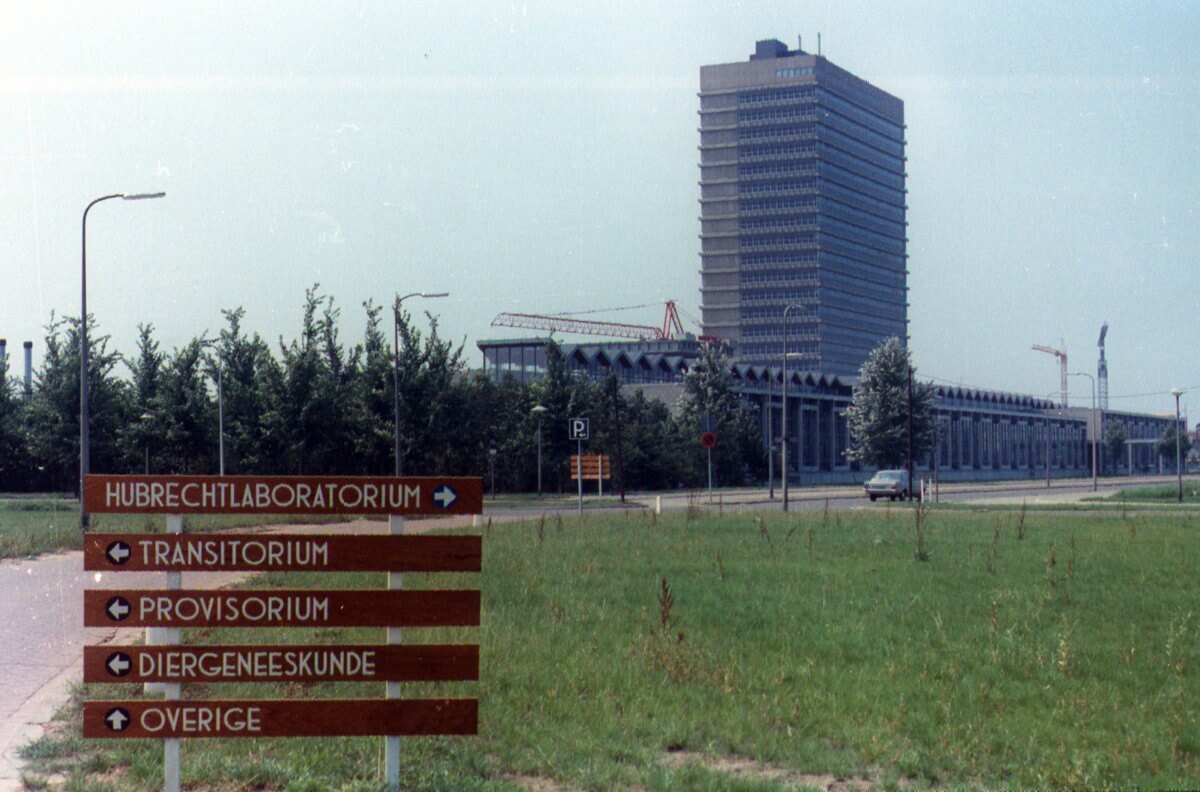 HUBRECHTLABORATORIUM
TRANSITORIUM
PROVISORIUM
DIERGENEESKUNDE
OVERIGE
P